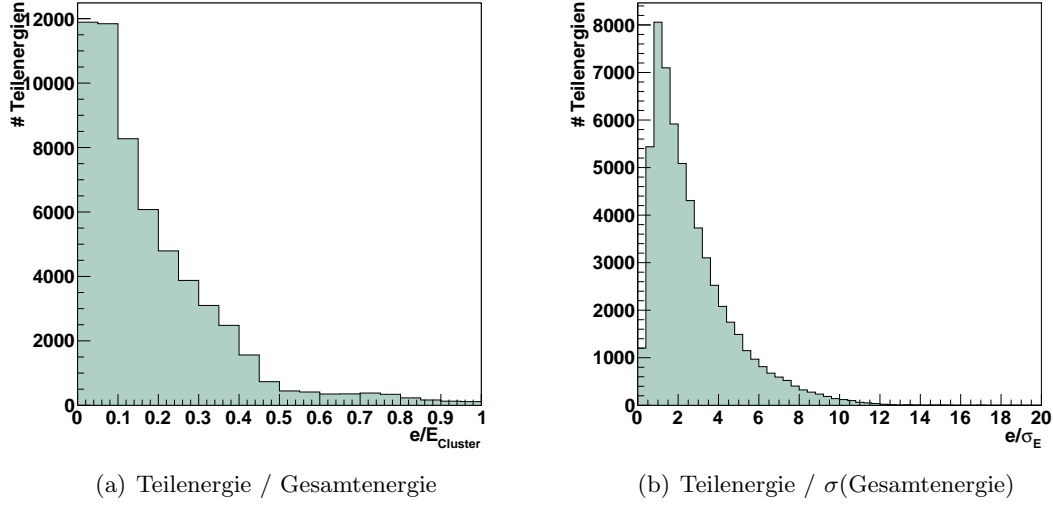 # Teilenergien
12000
10000
8000
6000
4000
2000
0
0 0.1 0.2 0.3 0.4 0.5 0.6 0.7 0.8 0.9 1
e/E_Cluster
(a) Teilenergie / Gesamtenergie
# Teilenergien
8000
7000
6000
5000
4000
3000
2000
1000
0
0 2 4 6 8 10 12 14 16 18 20
e/σ_E
(b) Teilenergie / σ(Gesamtenergie)